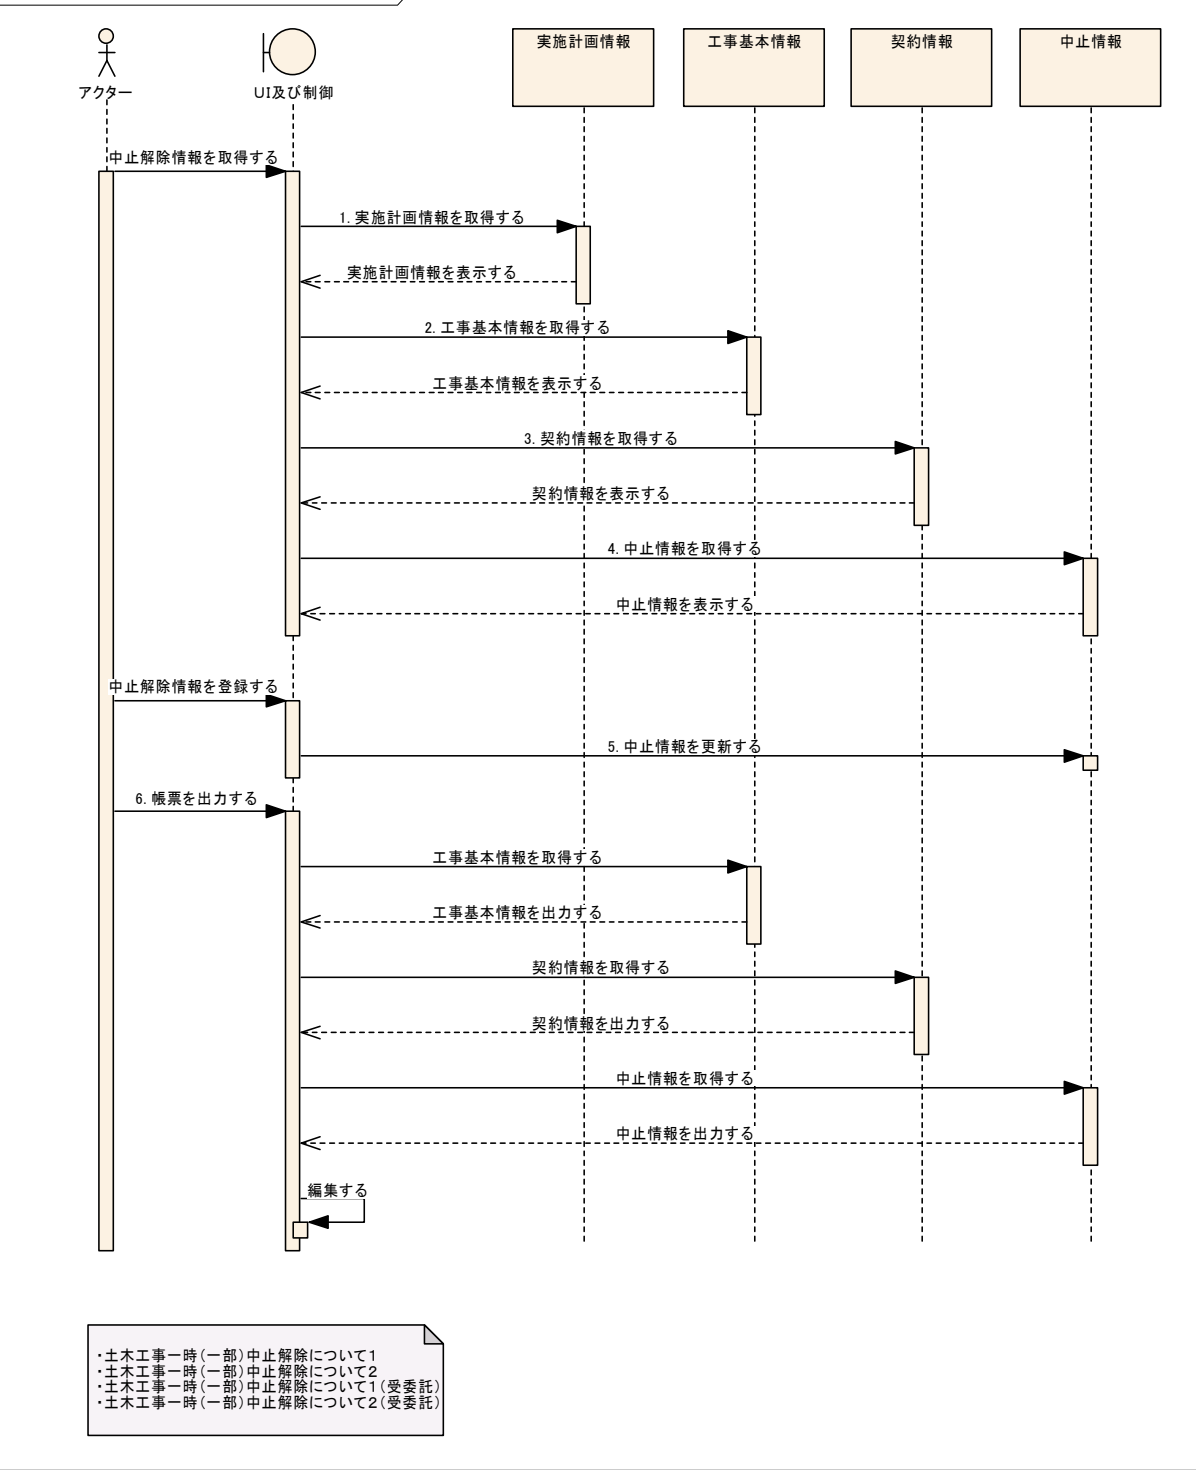 アクター
UI及び制御
実施計画情報
工事基本情報
契約情報
中止情報
中止解除情報を取得する
1. 実施計画情報を取得する
実施計画情報を表示する
2. 工事基本情報を取得する
工事基本情報を表示する
3. 契約情報を取得する
契約情報を表示する
4. 中止情報を取得する
中止情報を表示する
中止解除情報を登録する
5. 中止情報を更新する
6. 帳票を出力する
工事基本情報を取得する
工事基本情報を出力する
契約情報を取得する
契約情報を出力する
中止情報を取得する
中止情報を出力する
編集する
・土木工事一時(一部)中止解除について1
・土木工事一時(一部)中止解除について2
・土木工事一時(一部)中止解除について1(受委託)
・土木工事一時(一部)中止解除について2(受委託)